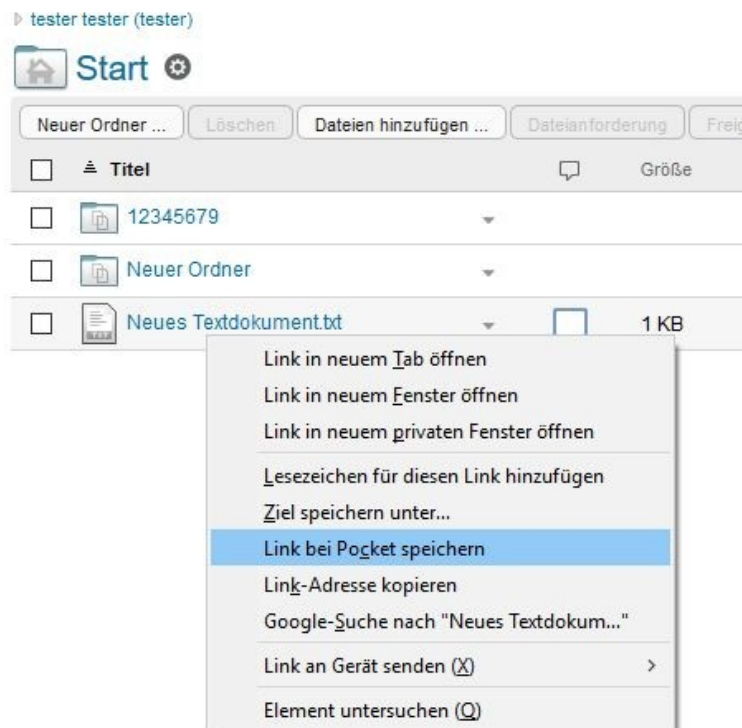 tester tester (tester)
Start
Neuer Ordner ... Löschen Dateien hinzufügen ... Dateianforderung
Titel Größe
12345679
Neuer Ordner
Neues Textdokument.txt 1 KB
Link in neuem Tab öffnen
Link in neuem Fenster öffnen
Link in neuem privaten Fenster öffnen
Lesezeichen für diesen Link hinzufügen
Ziel speichern unter...
Link bei Pocket speichern
Link-Adresse kopieren
Google-Suche nach "Neues Textdokum..."
Link an Gerät senden (X)
Element untersuchen (Q)